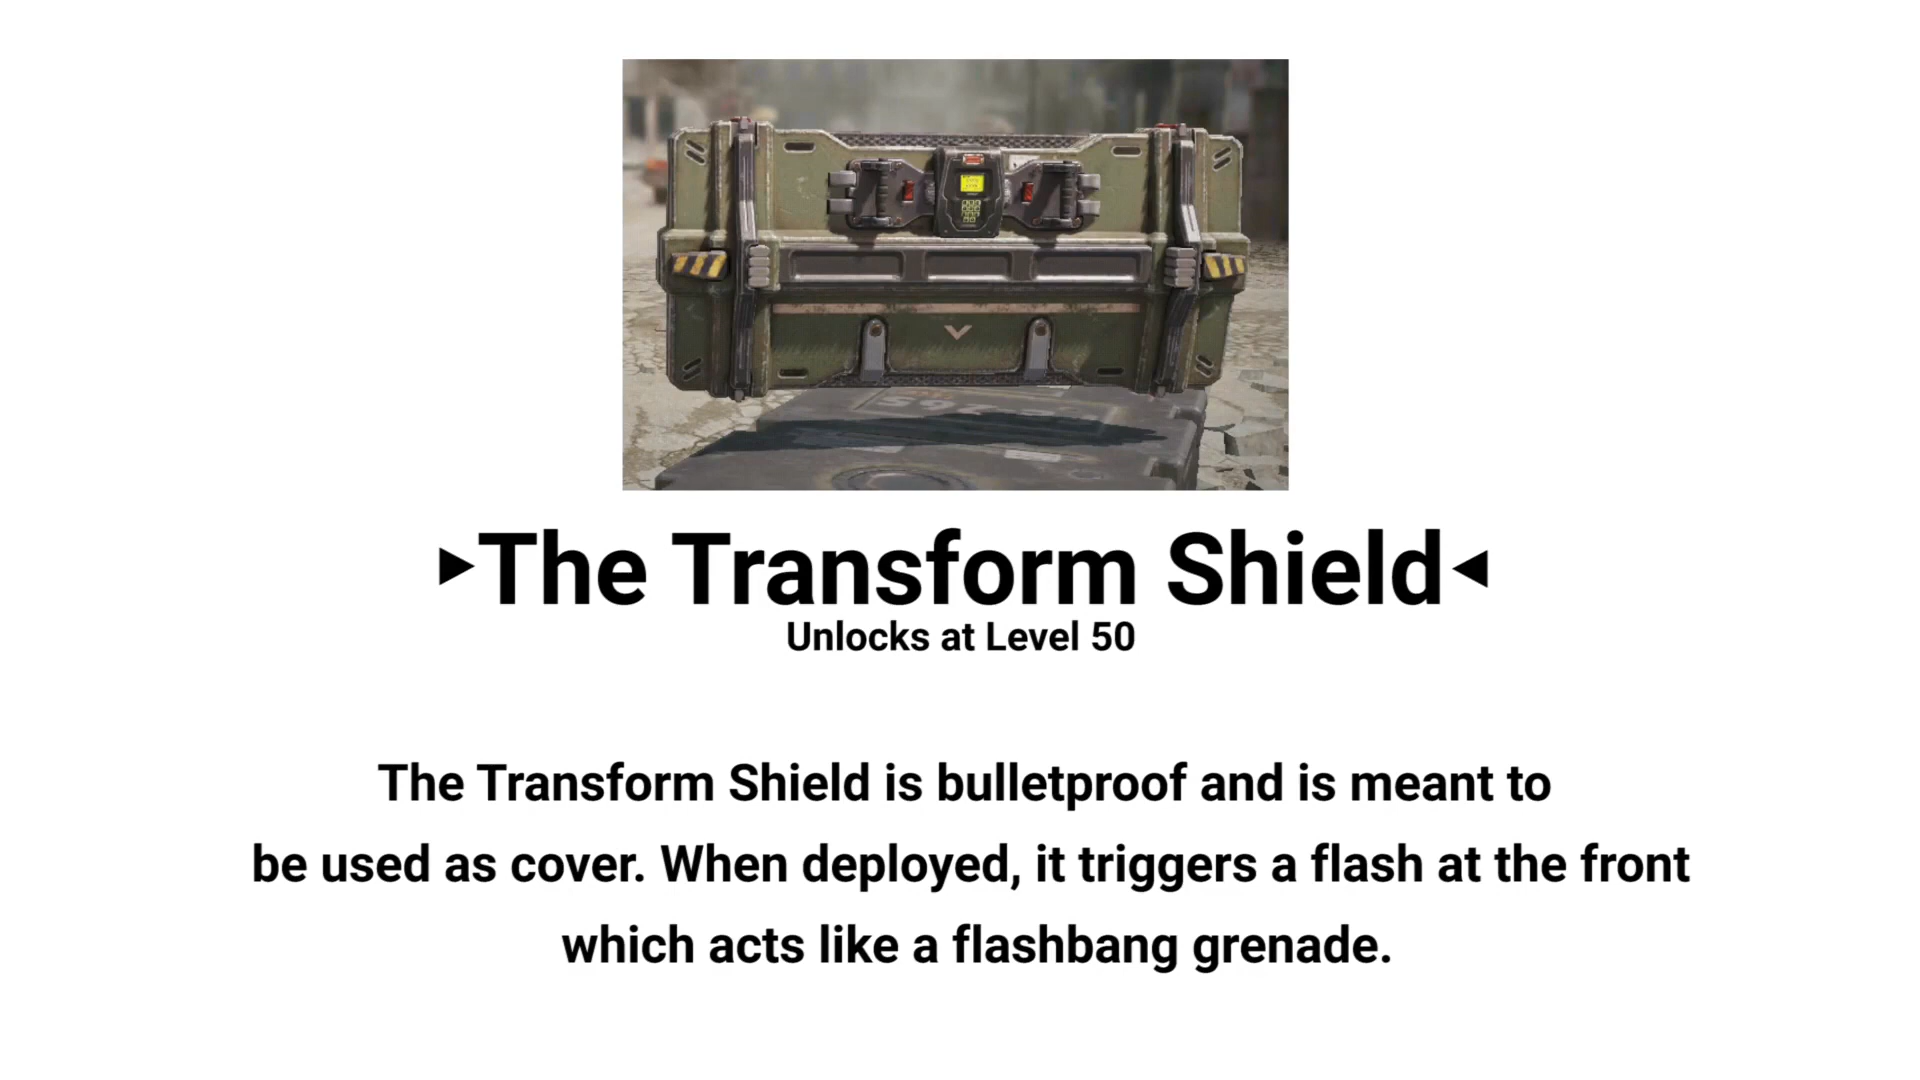 ▸The Transform Shield◂
Unlocks at Level 50
The Transform Shield is bulletproof and is meant to
be used as cover. When deployed, it triggers a flash at the front
which acts like a flashbang grenade.